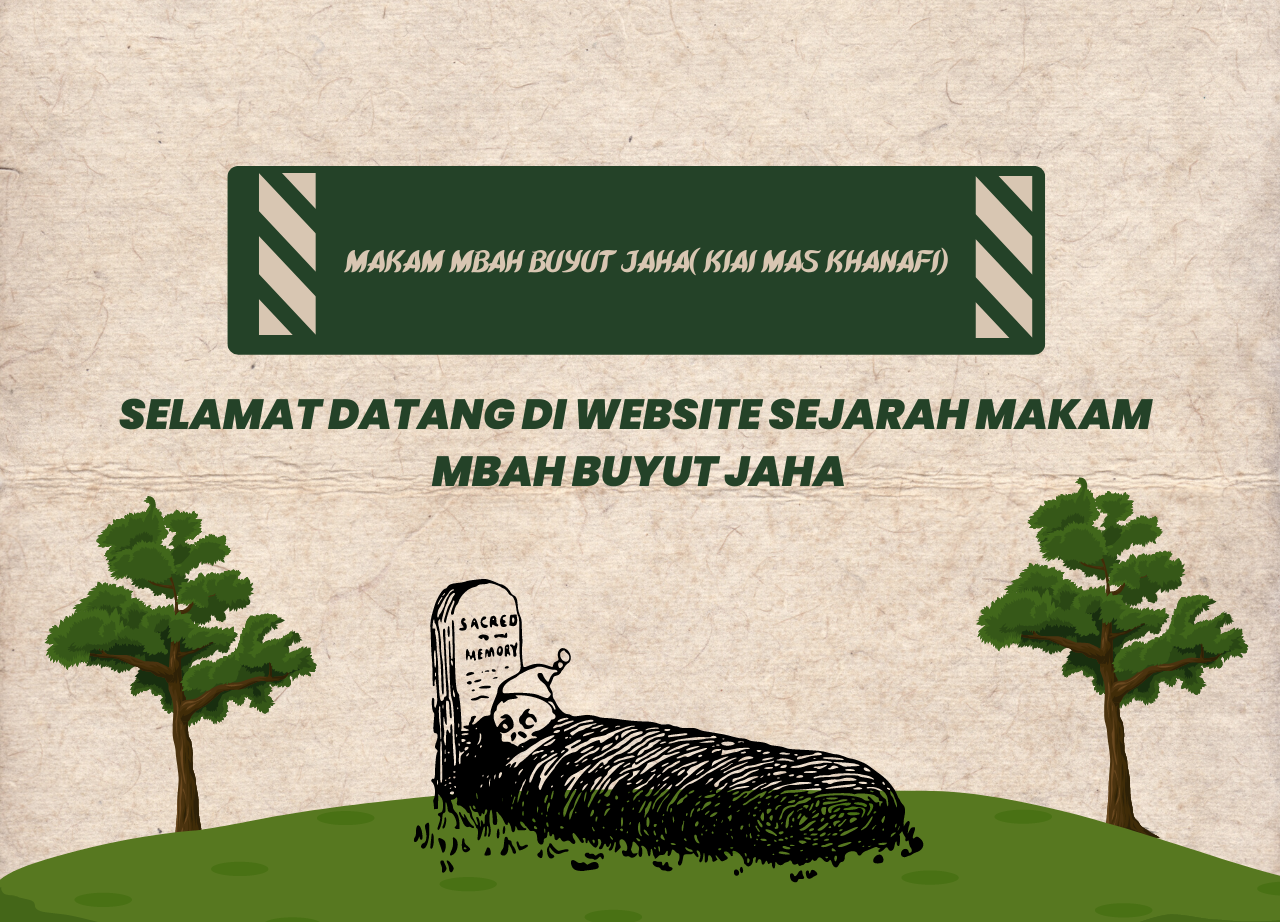 MAKAM MBAH BUYUT JAHA( KIAI MAS KHANAFI)
SELAMAT DATANG DI WEBSITE SEJARAH MAKAM
MBAH BUYUT JAHA
SACRED
MEMORY